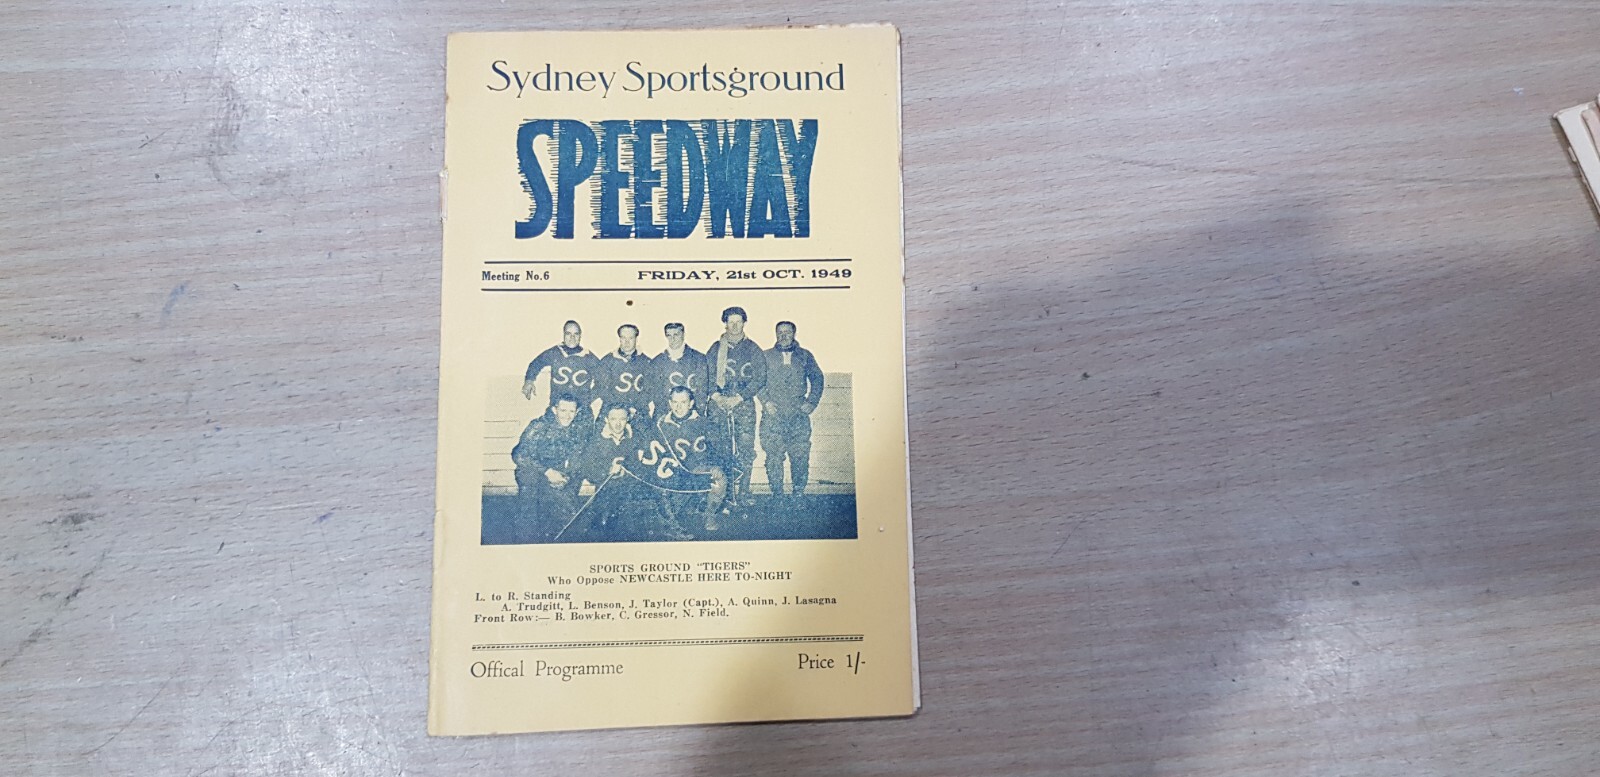 Sydney Sportsground
SPEEDWAY
Meeting No.6 FRIDAY, 21st OCT. 1949
SC SC SC SC
SC SC
SPORTS GROUND "TIGERS"
Who Oppose NEWCASTLE HERE TO-NIGHT
L. to R. Standing
A. Trudgitt, L. Benson, J. Taylor (Capt.), A. Quinn, J. Lasagna
Front Row:— B. Bowker, C. Gressor, N. Field.
Offical Programme Price 1/-